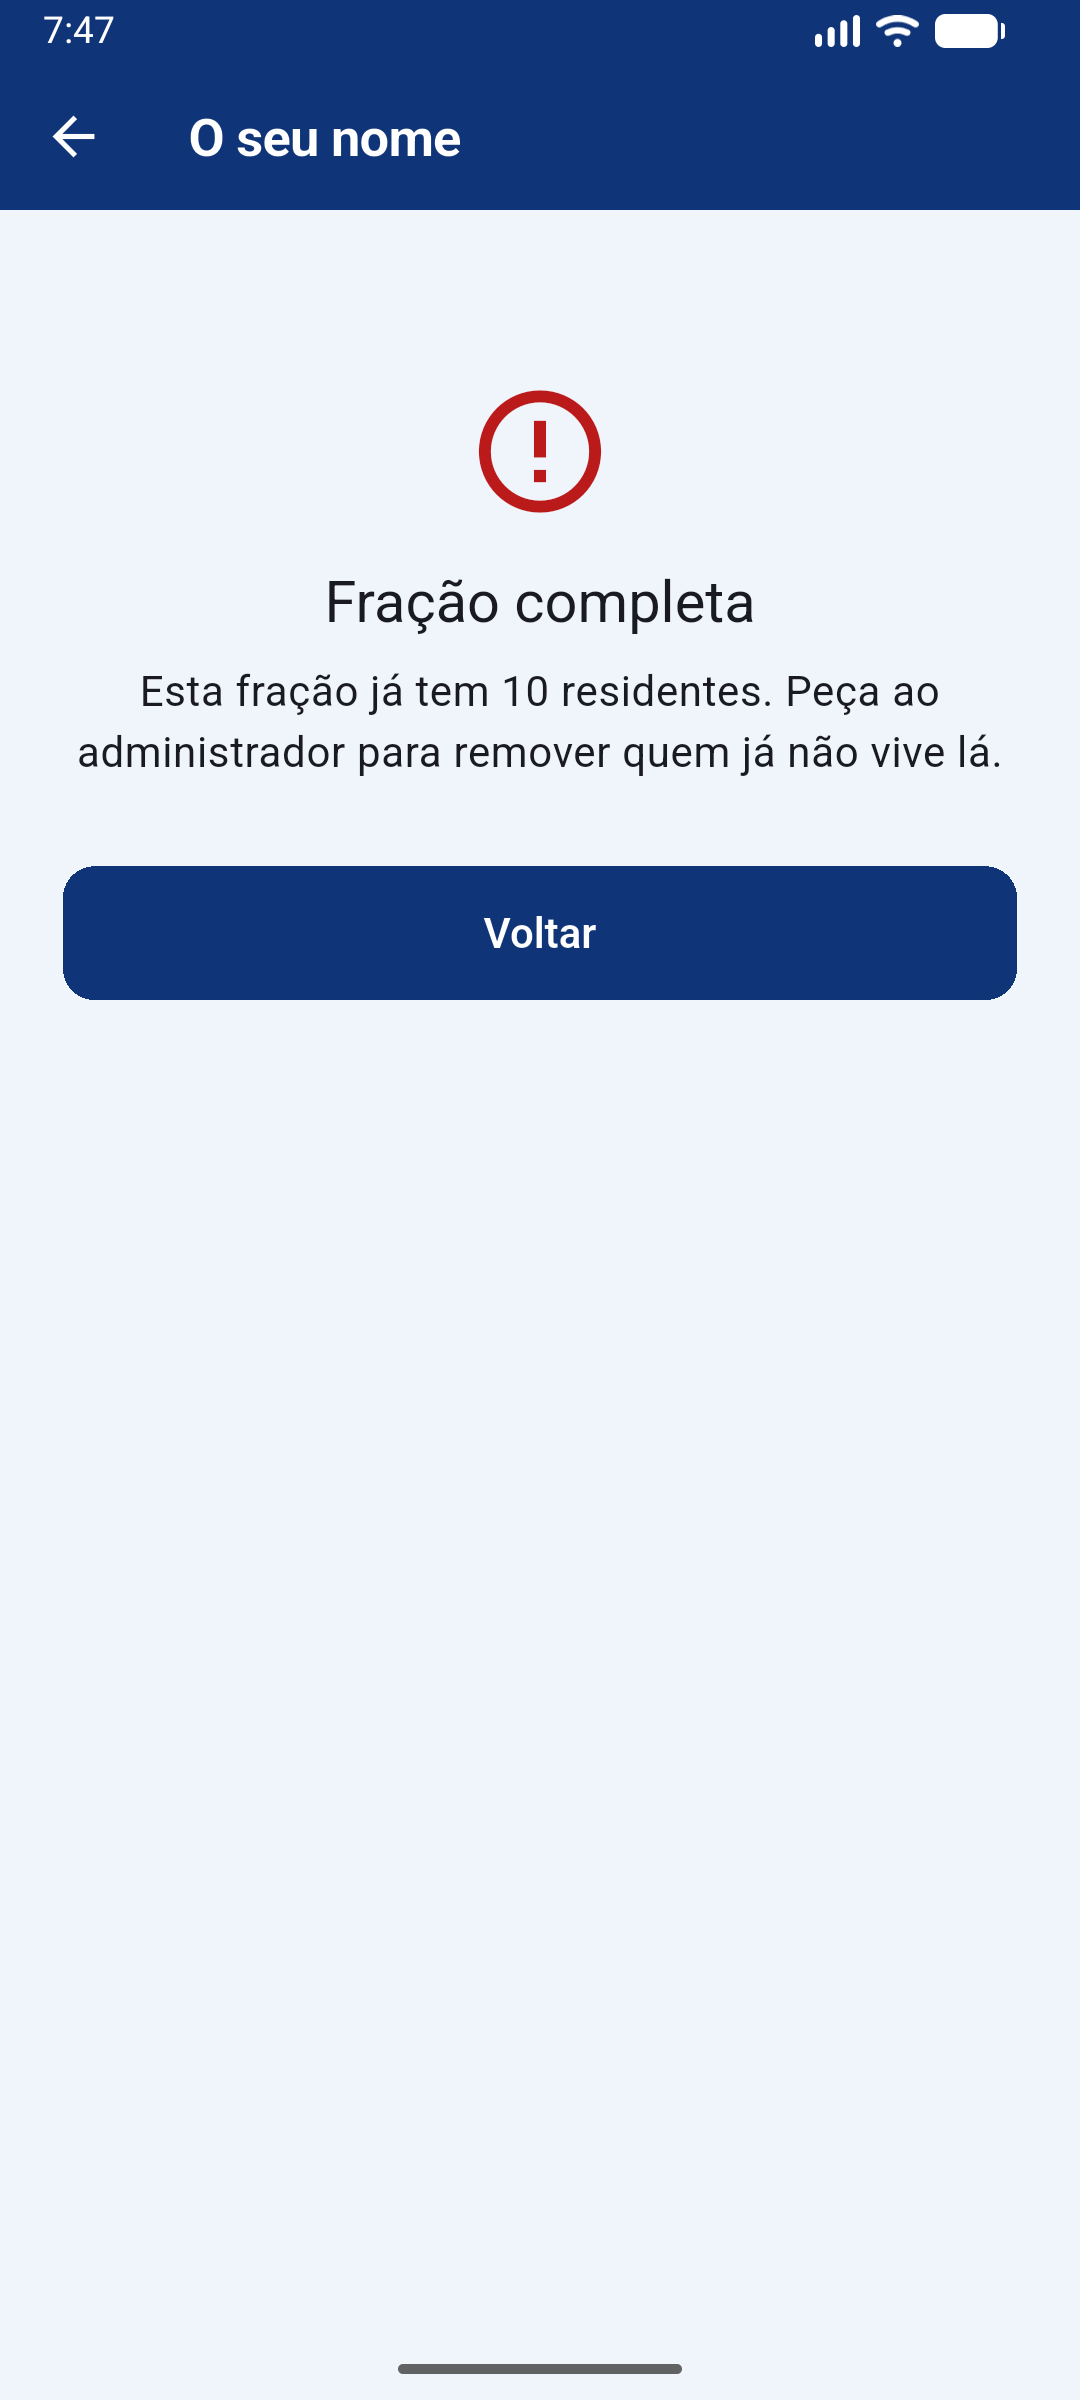 7:47
O seu nome
Fração completa
Esta fração já tem 10 residentes. Peça ao
administrador para remover quem já não vive lá.
Voltar